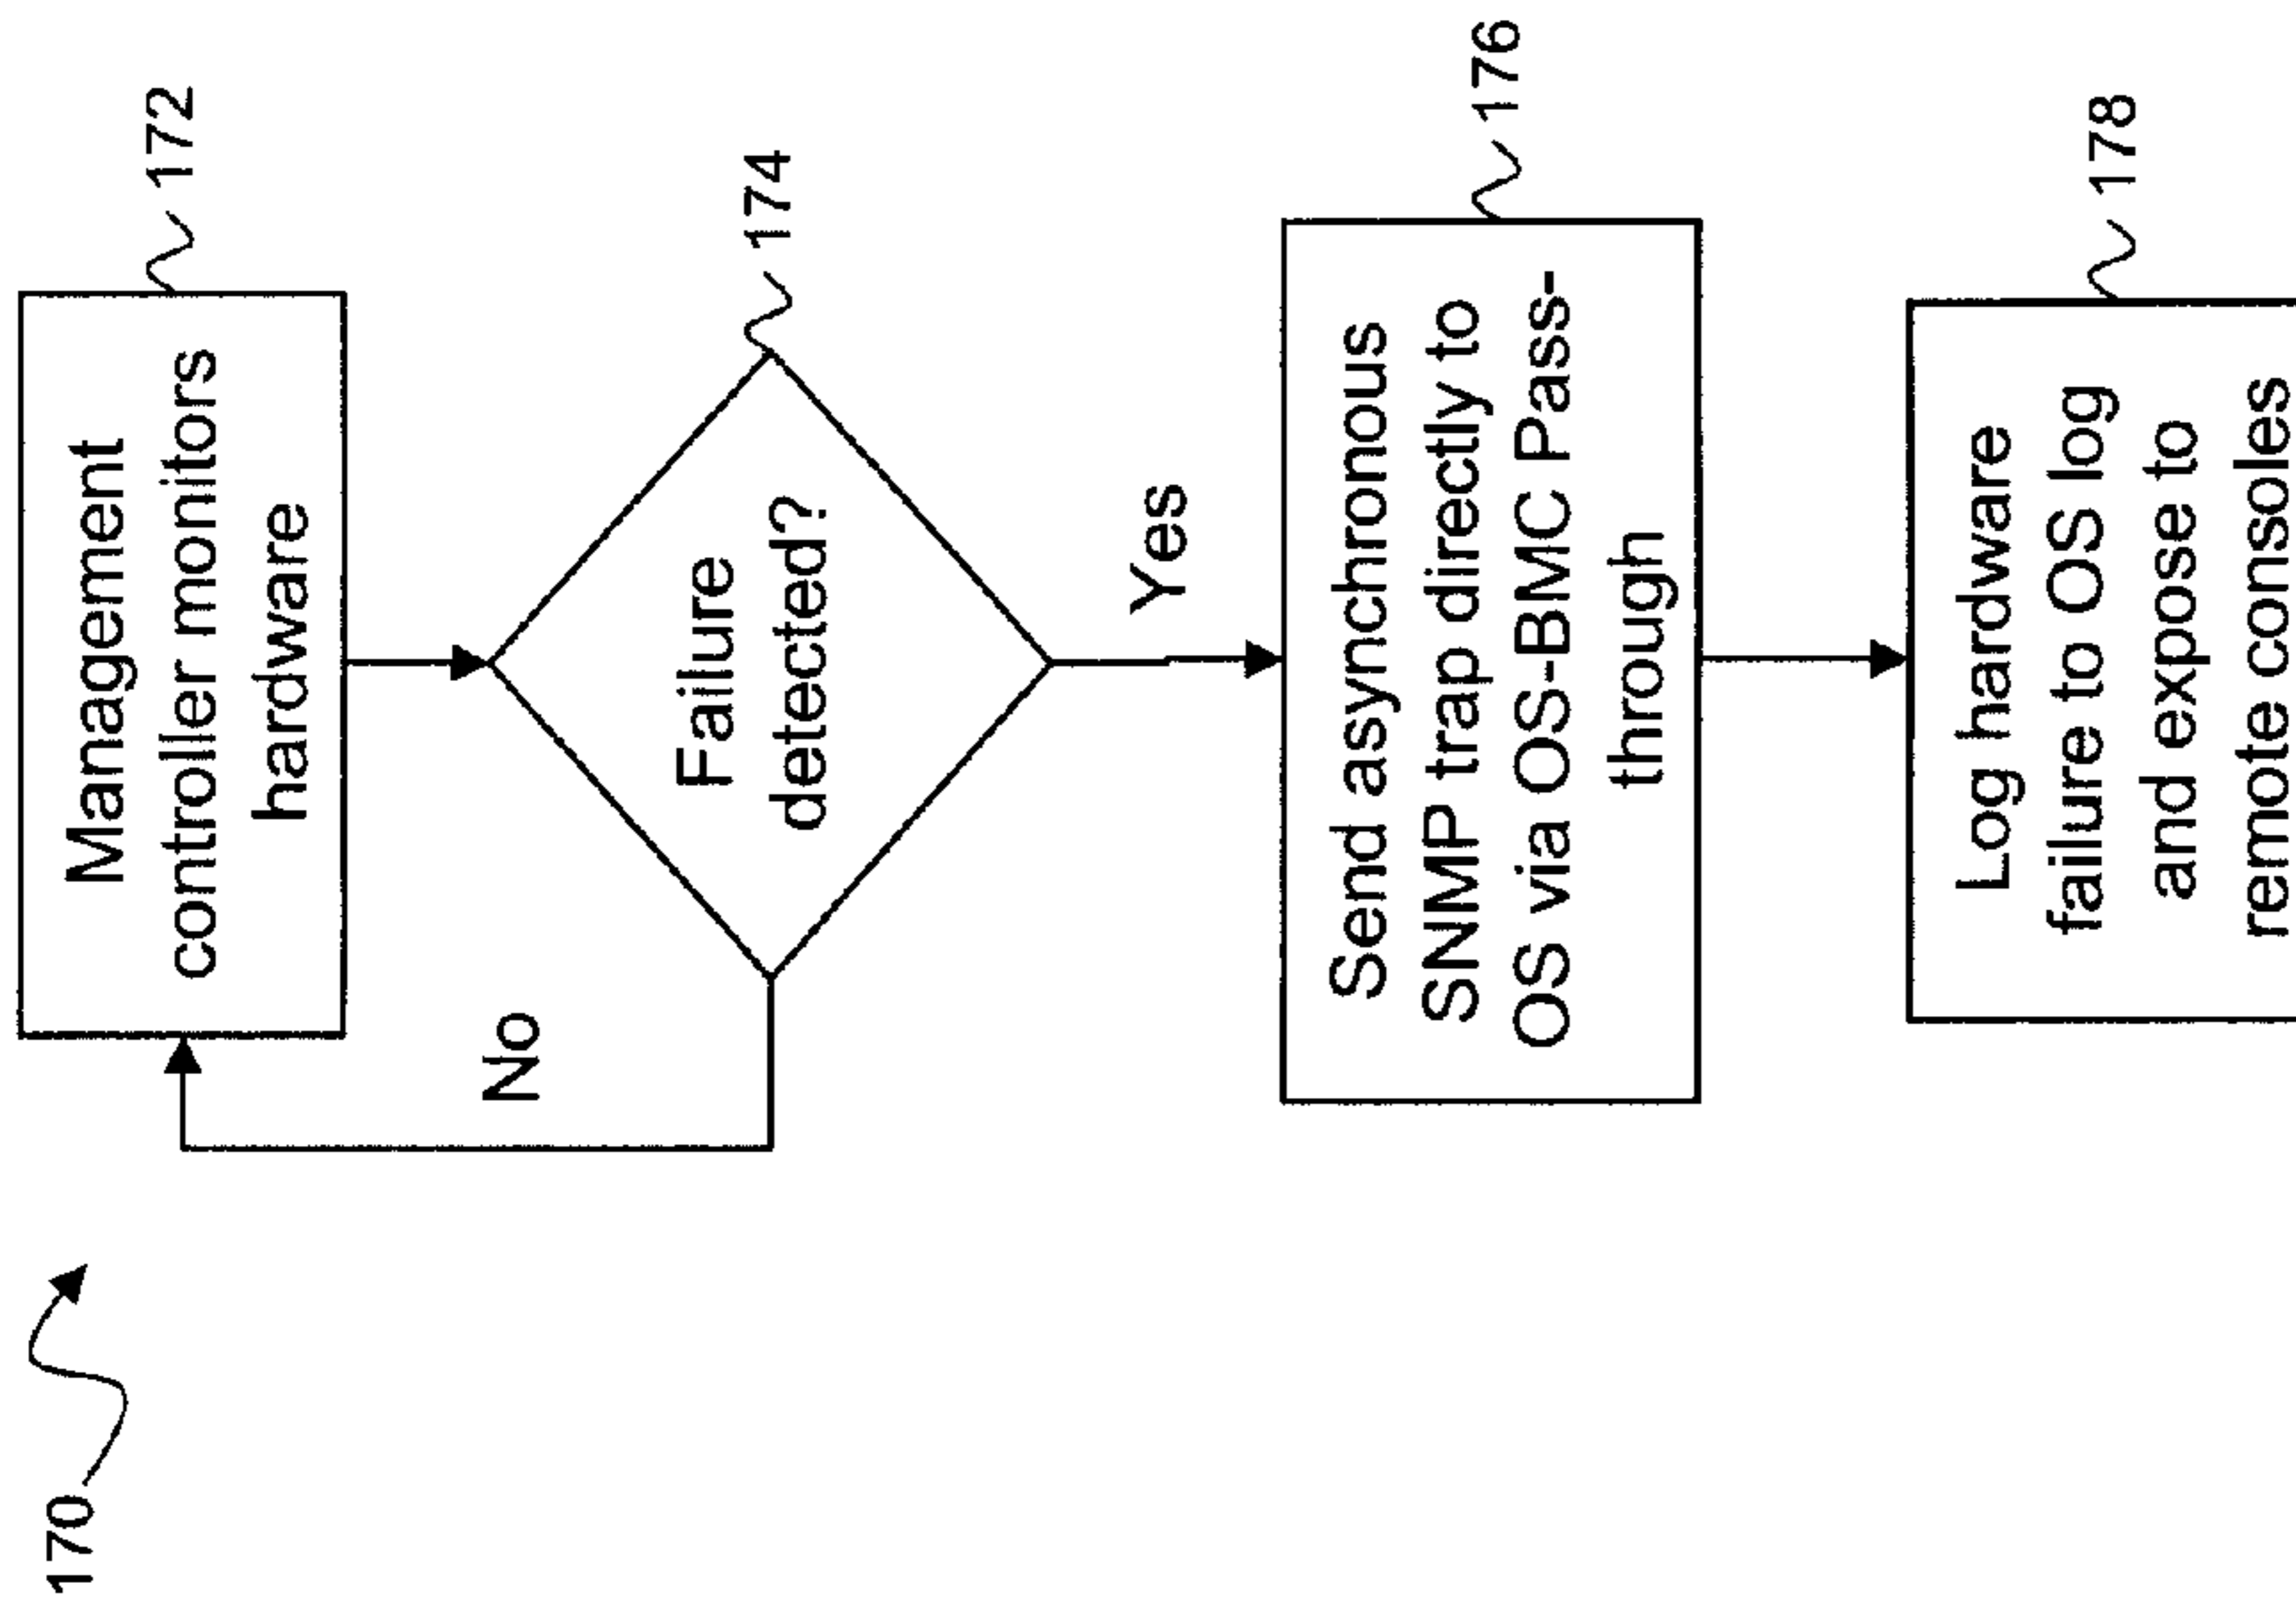 170
Management
controller monitors
hardware
172
No
Failure
detected?
174
Yes
Send asynchronous
SNMP trap directly to
OS via OS-BMC Pass-
through
176
Log hardware
failure to OS log
and expose to
remote consoles
178